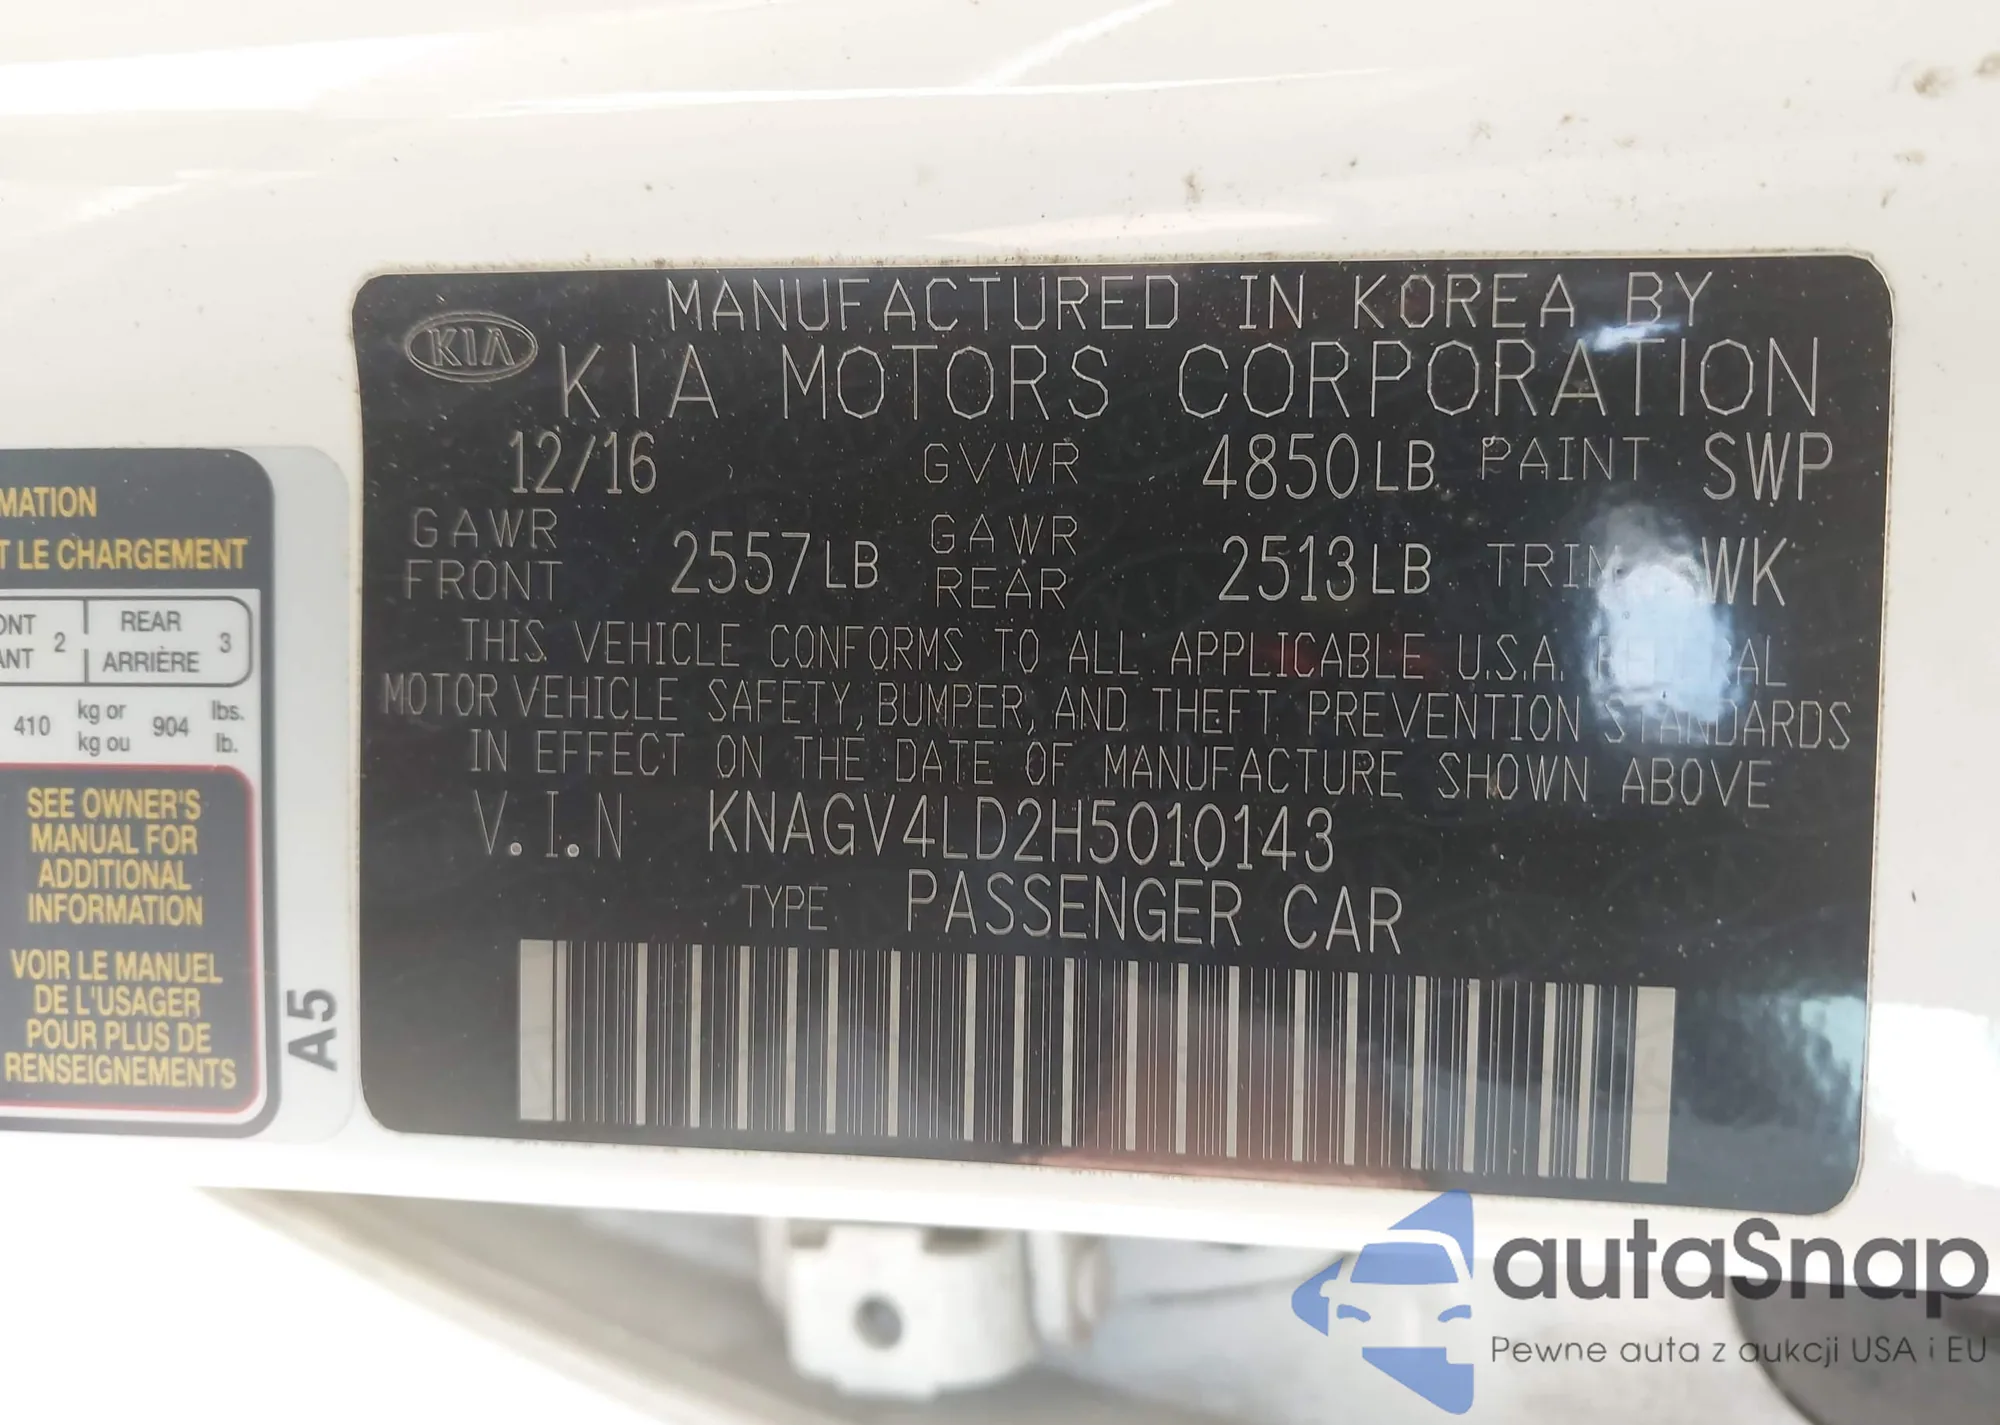 MATION
T LE CHARGEMENT
ONT 2 REAR 3
ANT ARRIÈRE
410 kg or 904 lbs.
kg ou lb.
SEE OWNER'S
MANUAL FOR
ADDITIONAL
INFORMATION
VOIR LE MANUEL
DE L'USAGER
POUR PLUS DE
RENSEIGNEMENTS
A5
MANUFACTURED IN KOREA BY
KIA KIA MOTORS CORPORATION
12/16 GVWR 4850LB PAINT SWP
GAWR FRONT 2557LB GAWR REAR 2513LB TRIM WK
THIS VEHICLE CONFORMS TO ALL APPLICABLE U.S.A. FEDERAL
MOTOR VEHICLE SAFETY, BUMPER, AND THEFT PREVENTION STANDARDS
IN EFFECT ON THE DATE OF MANUFACTURE SHOWN ABOVE
V.I.N KNAGV4LD2H5010143
TYPE PASSENGER CAR
autaSnap
Pewne auta z aukcji USA i EU